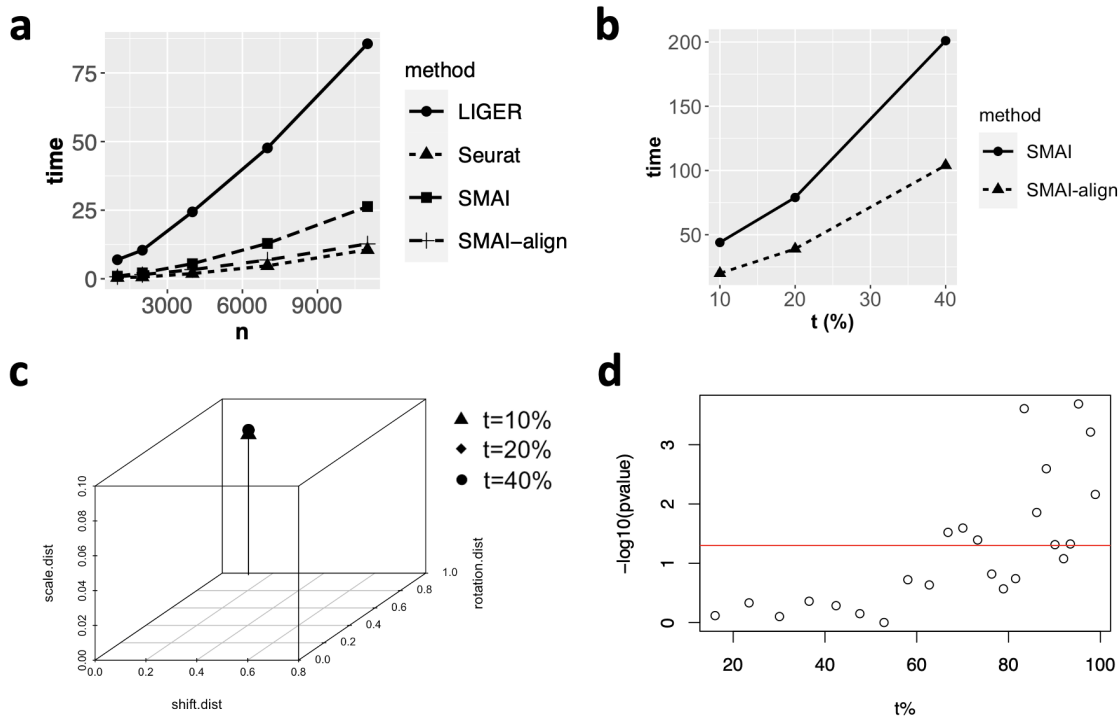 a
time
75
50
25
0
3000 6000 9000
n
method
LIGER
Seurat
SMAI
SMAI−align
b
time
200
150
100
50
10 20 30 40
t (%)
method
SMAI
SMAI-align
c
scale.dist
0.10
0.08
0.06
0.04
0.02
0.00
0.0 0.2 0.4 0.6 0.8
shift.dist
0.0
0.2
0.4
0.6
0.8
1.0
rotation.dist
t=10%
t=20%
t=40%
d
−log10(pvalue)
3
2
1
0
20 40 60 80 100
t%